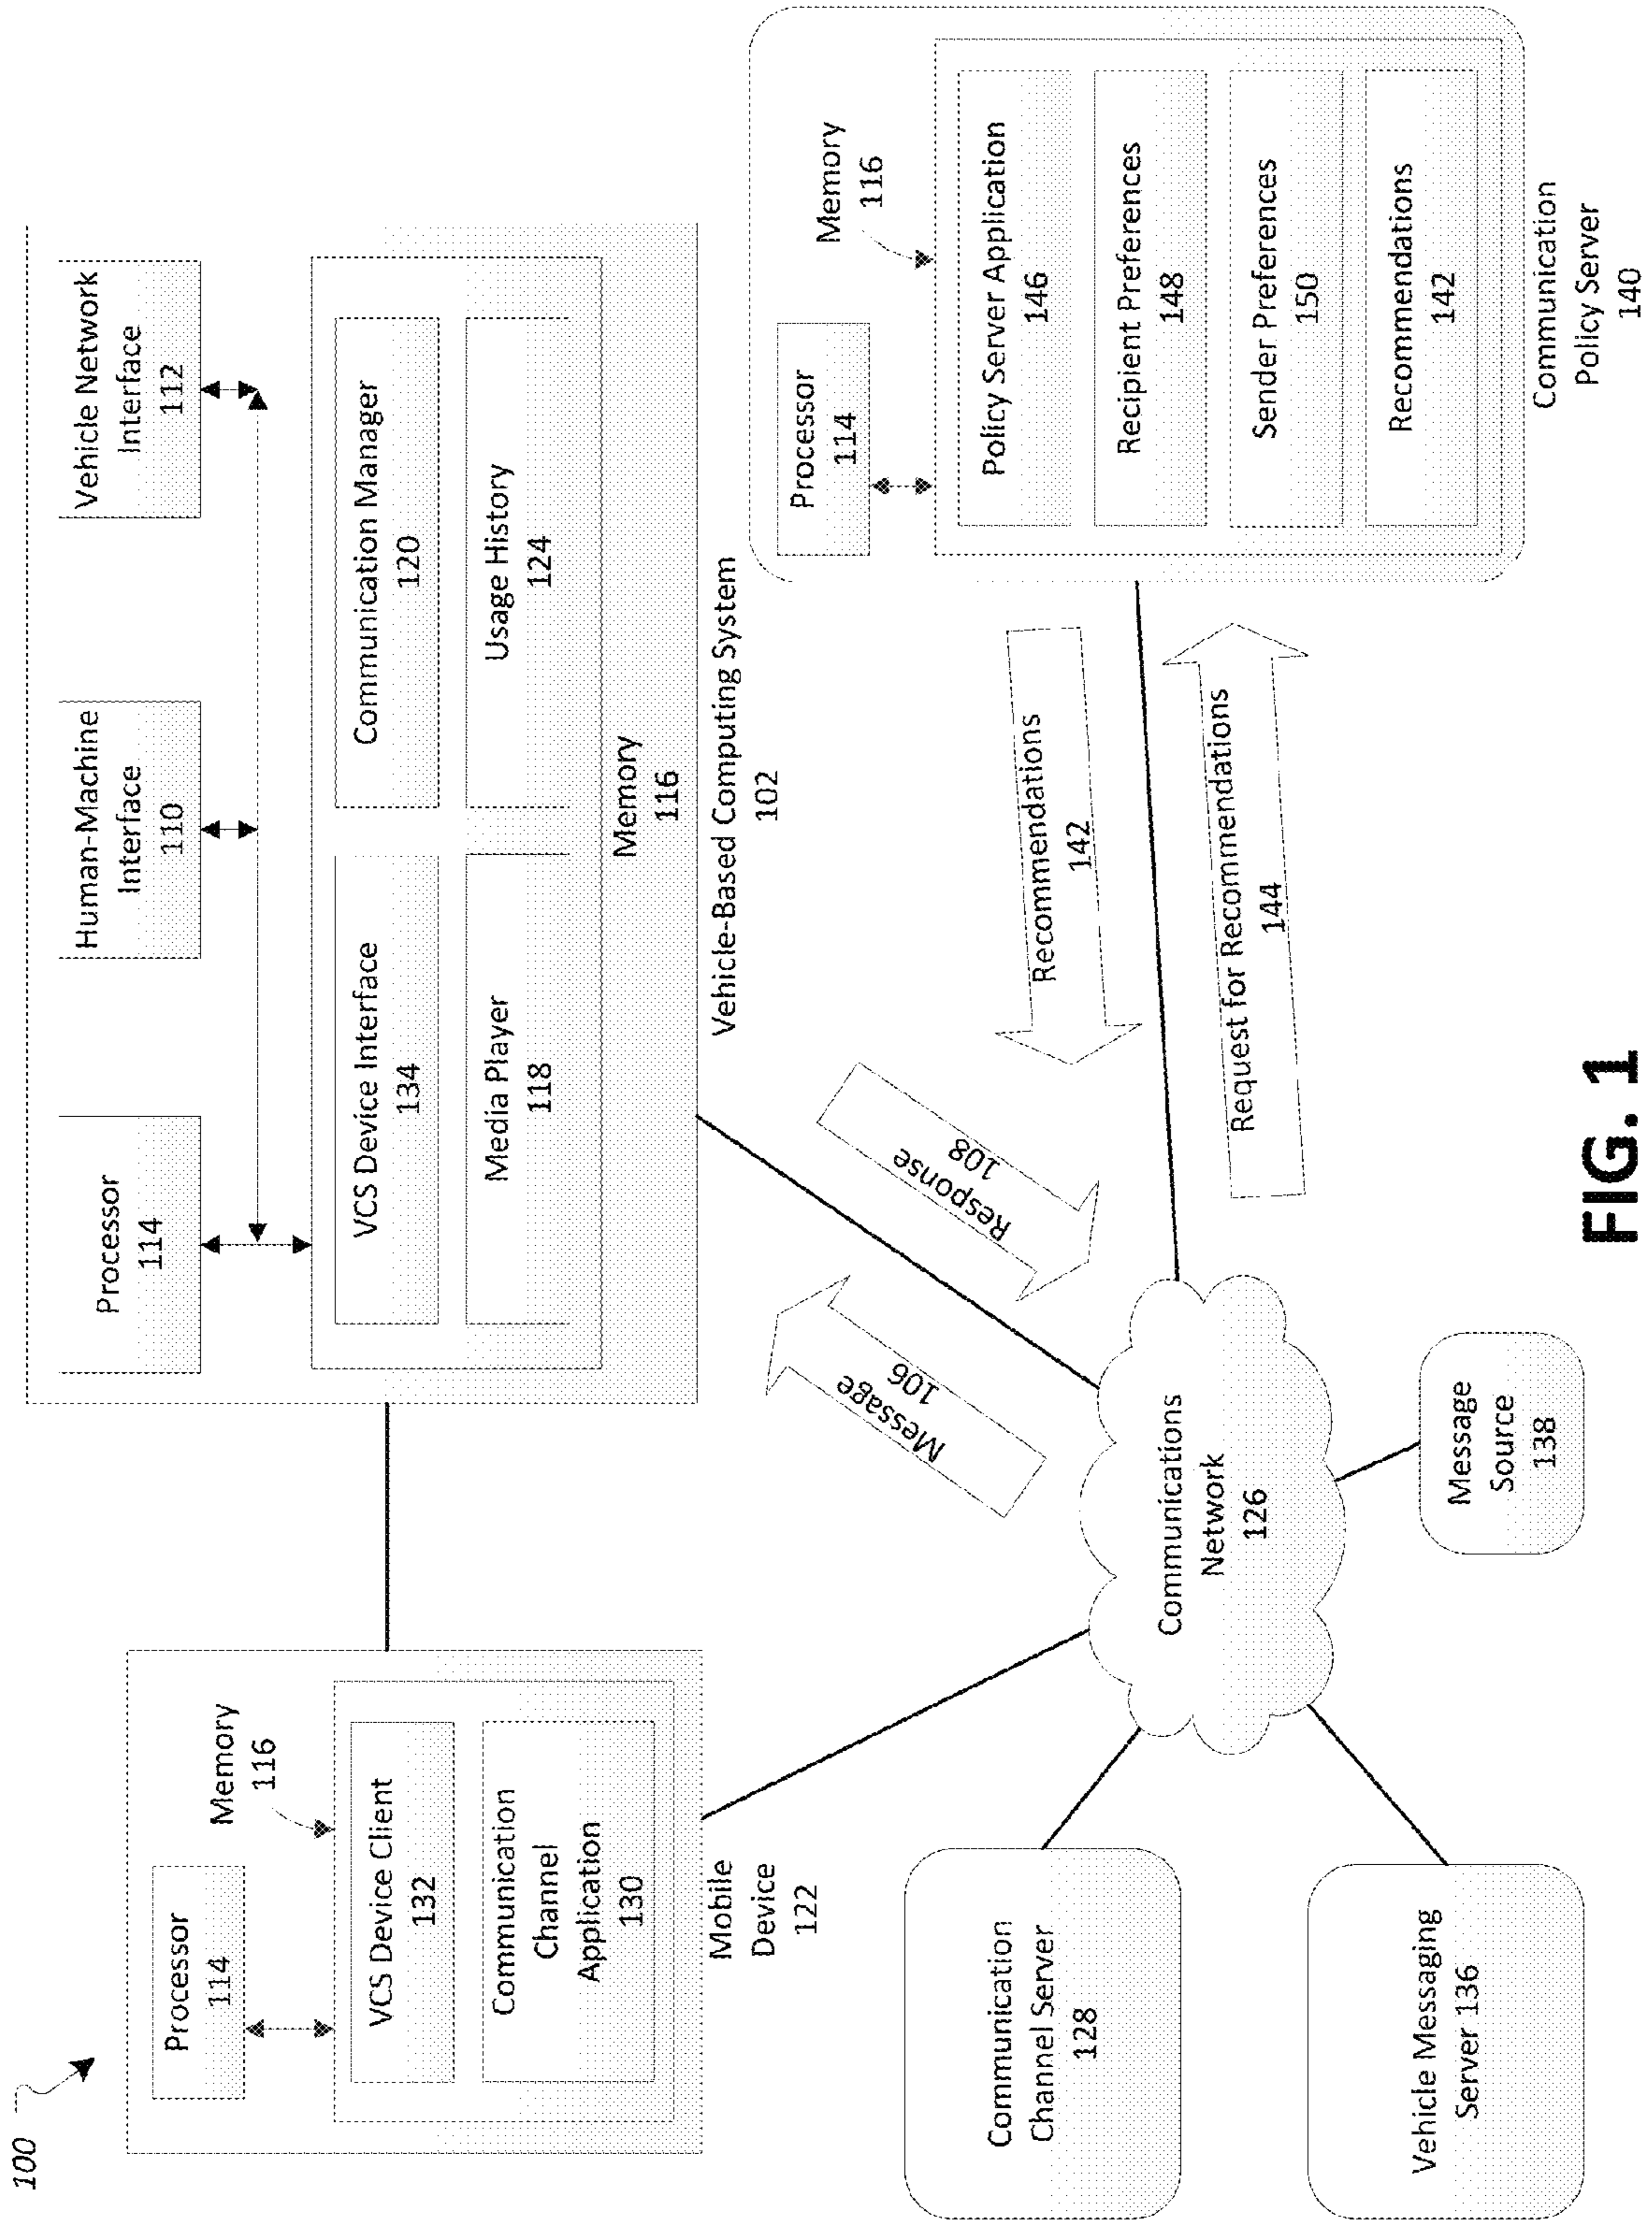 100
Processor
114
Memory
116
VCS Device Client
132
Communication
Channel
Application
130
Mobile
Device
122
Processor
114
Human-Machine
Interface
110
Vehicle Network
Interface
112
VCS Device Interface
134
Communication Manager
120
Media Player
118
Usage History
124
Memory
116
Vehicle-Based Computing System
102
Message
106
Response
108
Communication
Channel Server
128
Vehicle Messaging
Server 136
Communications
Network
126
Message
Source
138
Recommendations
142
Request for Recommendations
144
Processor
114
Memory
116
Policy Server Application
146
Recipient Preferences
148
Sender Preferences
150
Recommendations
142
Communication
Policy Server
140
FIG. 1